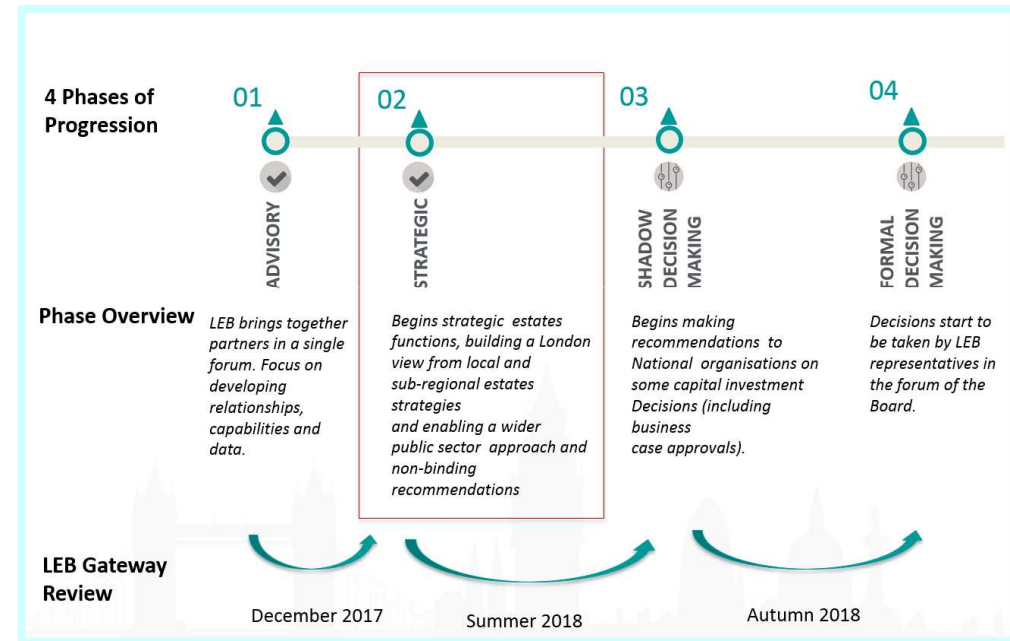 4 Phases of
Progression
01
02
03
04
ADVISORY
STRATEGIC
SHADOW
DECISION
MAKING
FORMAL
DECISION
MAKING
Phase Overview
LEB brings together
partners in a single
forum. Focus on
developing
relationships,
capabilities and
data.
Begins strategic estates
functions, building a London
view from local and
sub-regional estates
strategies
and enabling a wider
public sector approach and
non-binding
recommendations
Begins making
recommendations to
National organisations on
some capital investment
Decisions (including
business
case approvals).
Decisions start to
be taken by LEB
representatives in
the forum of the
Board.
LEB Gateway
Review
December 2017
Summer 2018
Autumn 2018